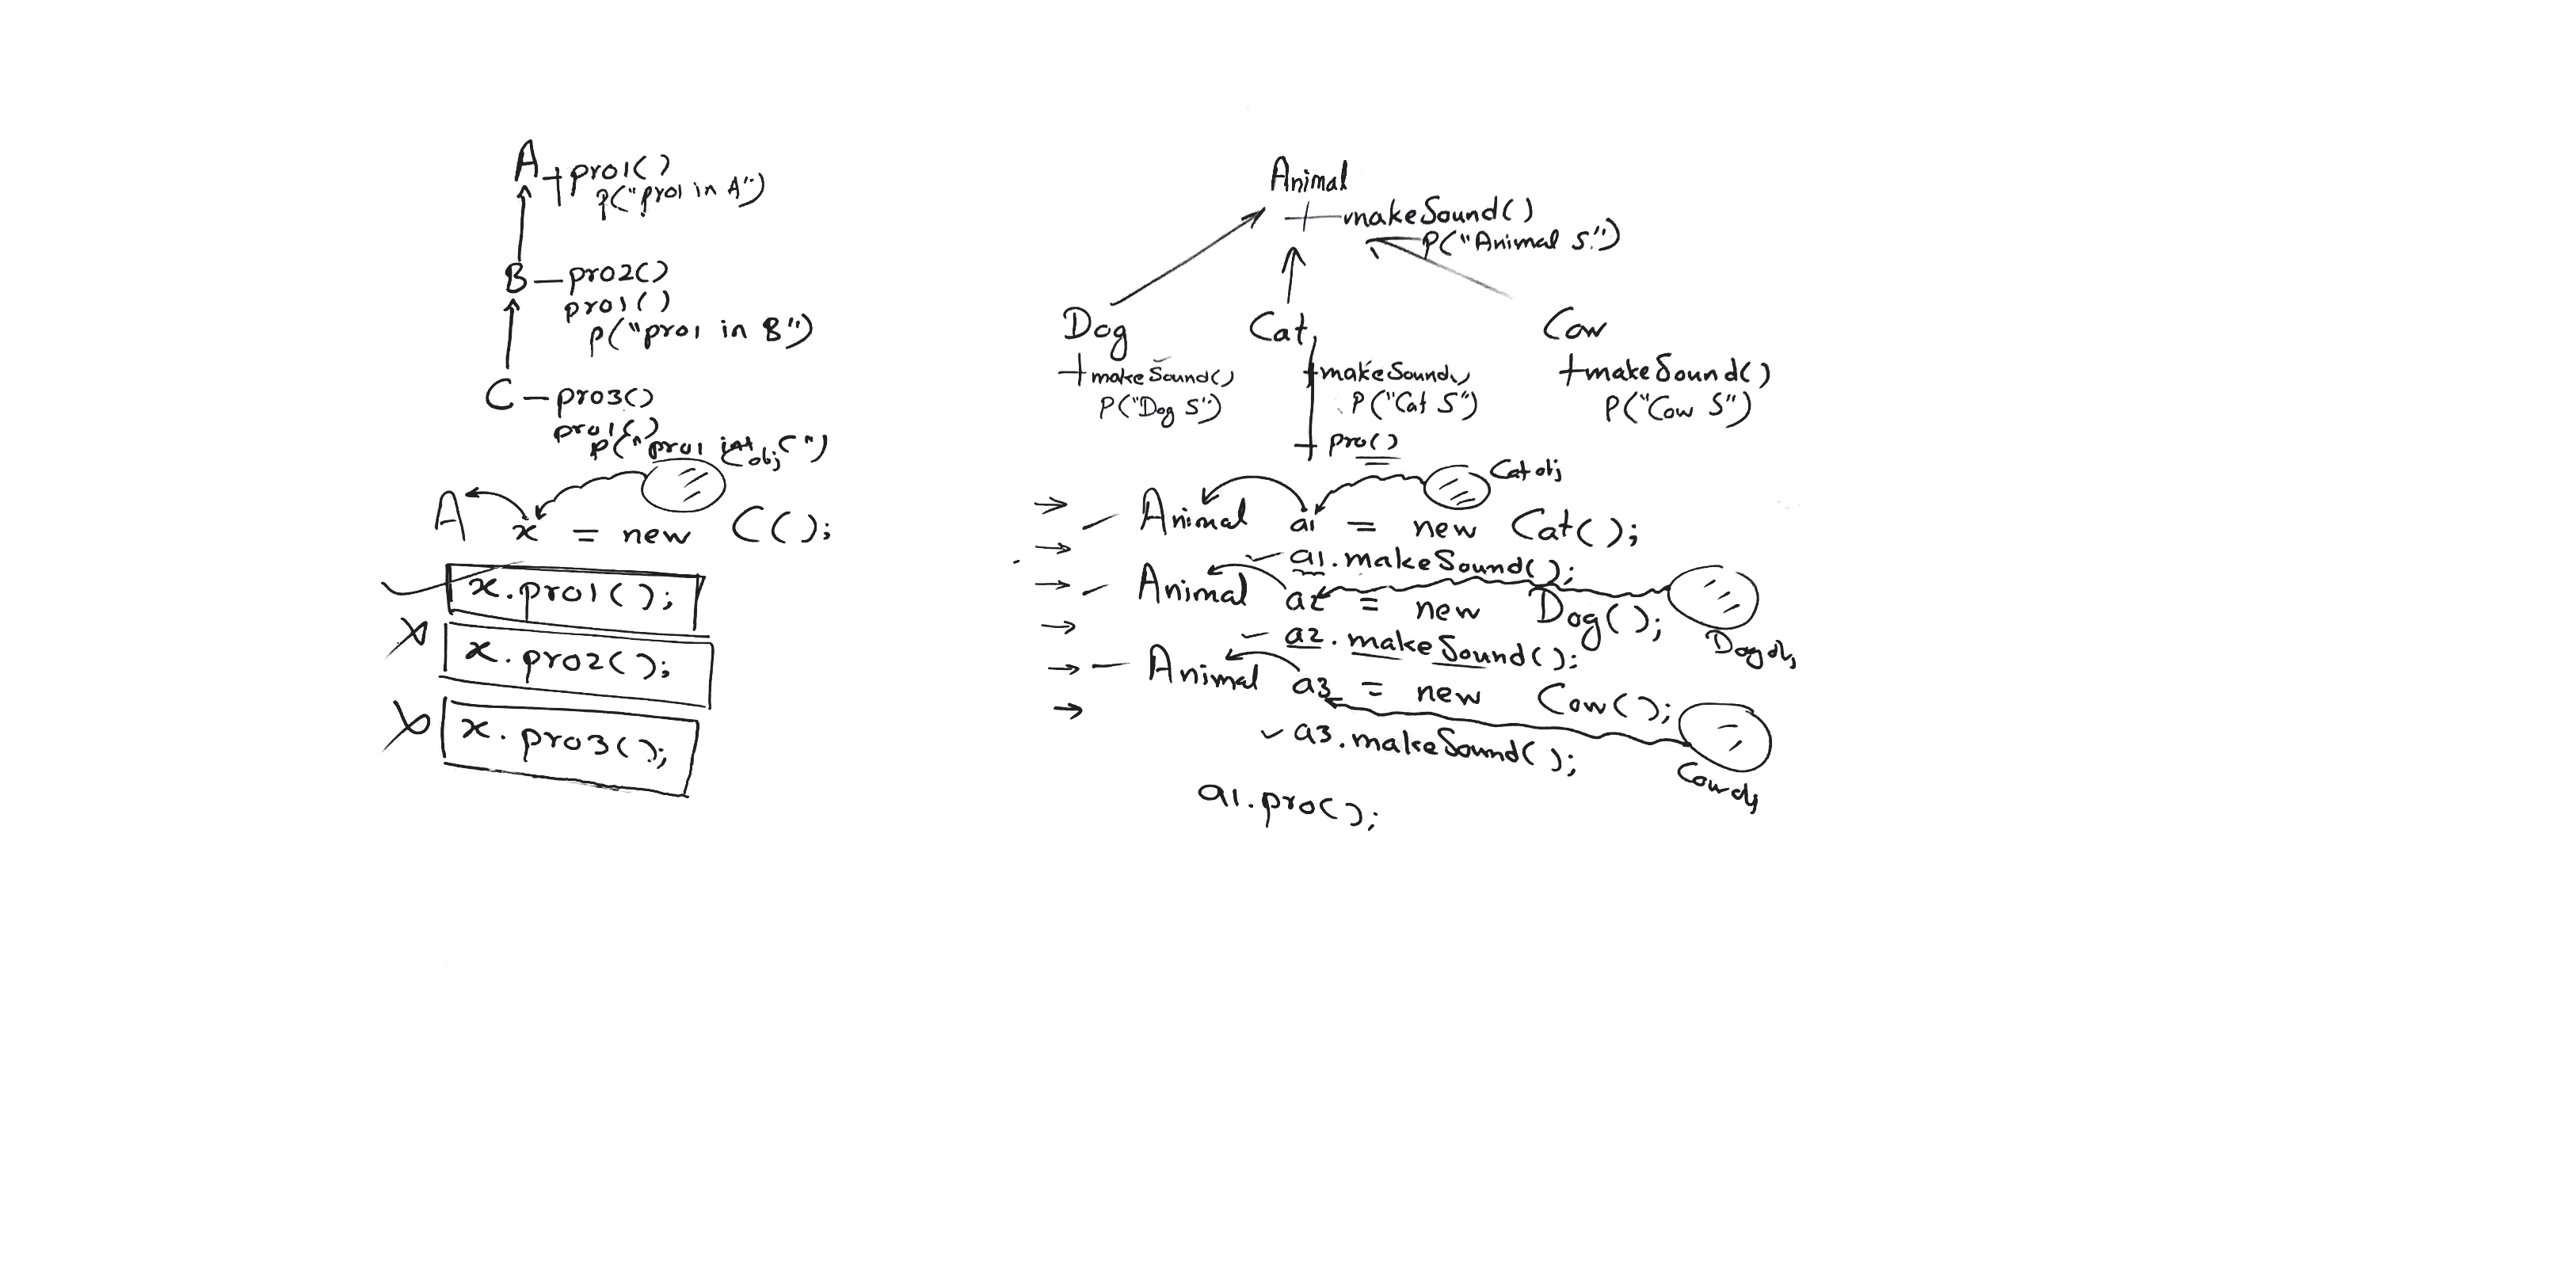 A + pro1()
P("pro1 in A")
B — pro2()
pro1()
P("pro1 in B")
C — pro3()
pro1()
P("pro1 in C")
C obj
A x = new C();
x.pro1();
x.pro2();
x.pro3();
Animal
+ makeSound()
P("Animal S")
Dog
+ makeSound()
P("Dog S")
Cat
+ makeSound()
P("Cat S")
+ pro()
Cow
+ makeSound()
P("Cow S")
Cat obj
Animal a1 = new Cat();
a1.makeSound();
Animal a2 = new Dog();
Dog obj
a2.makeSound();
Animal a3 = new Cow();
a3.makeSound();
Cow obj
a1.pro();